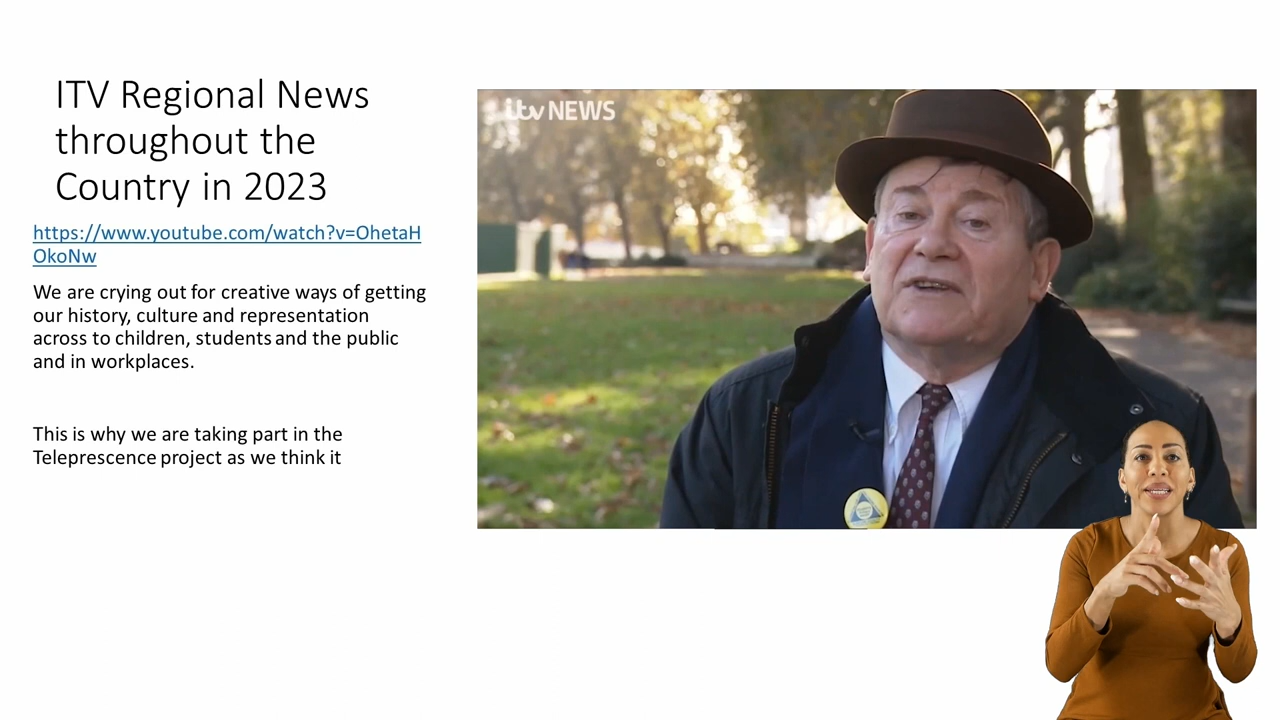 ITV Regional News
throughout the
Country in 2023
https://www.youtube.com/watch?v=OhetaH
OkoNw
We are crying out for creative ways of getting
our history, culture and representation
across to children, students and the public
and in workplaces.
This is why we are taking part in the
Teleprescence project as we think it
itv NEWS